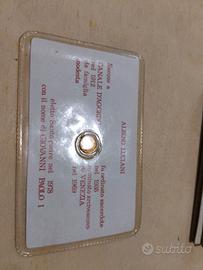 ALBINO LUCIANI
Nacque a
CANALE D'AGORDO
nel 1912
da famiglia
modesta
fu ordinato sacerdote
nel 1935
VENEZIA
nel 1969
eletto Sommo Pontefice nel 1978
con il nome di GIOVANNI PAOLO I
subito.it